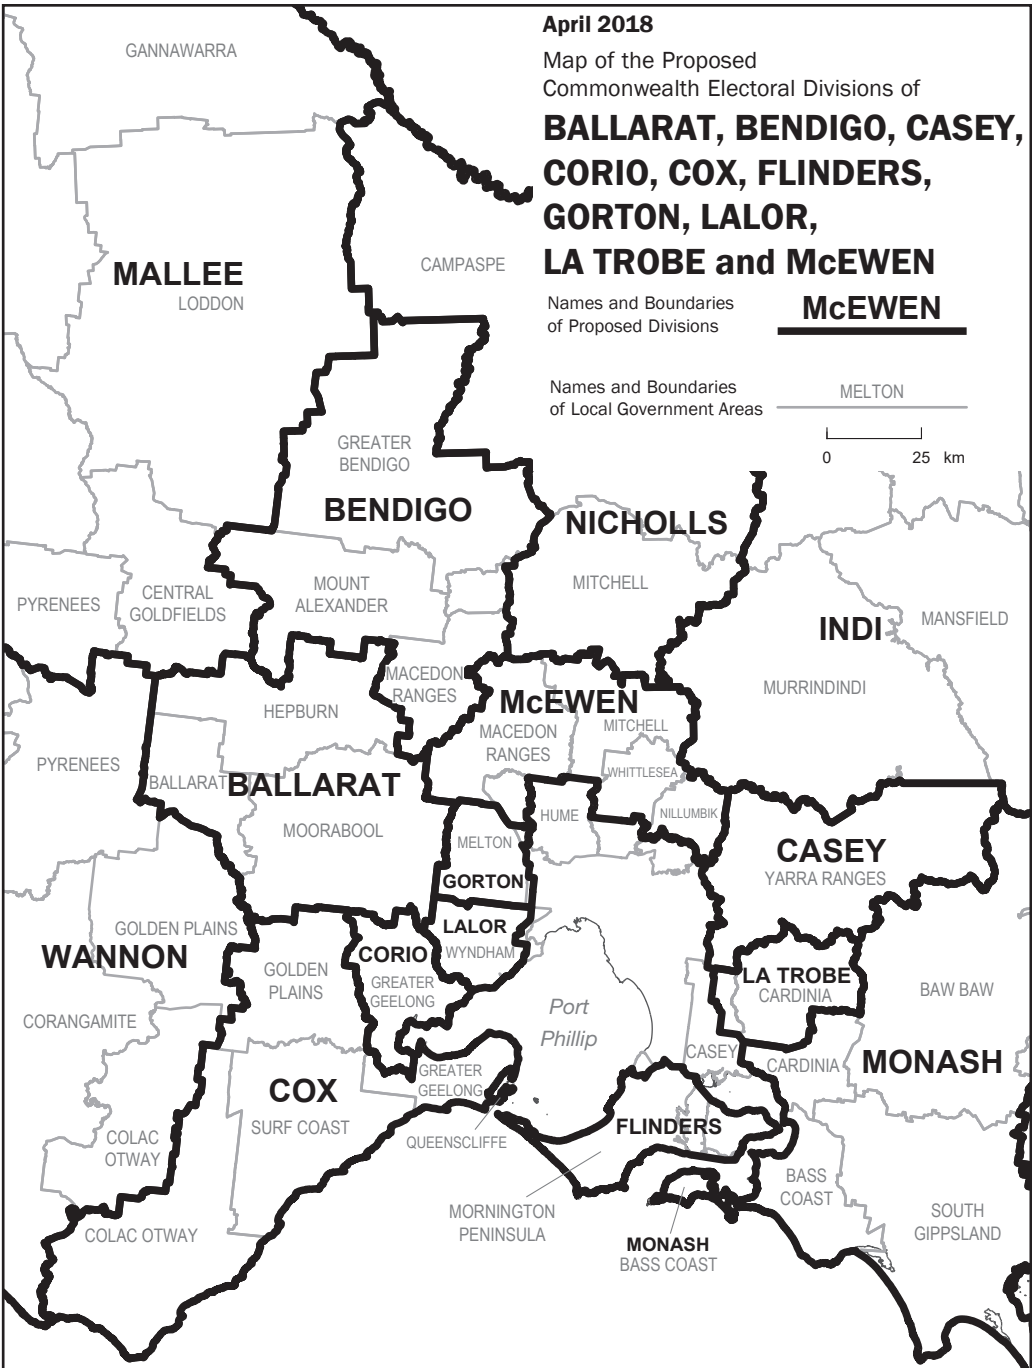 April 2018
Map of the Proposed
Commonwealth Electoral Divisions of
BALLARAT, BENDIGO, CASEY,
CORIO, COX, FLINDERS,
GORTON, LALOR,
LA TROBE and McEWEN
Names and Boundaries
of Proposed Divisions
McEWEN
Names and Boundaries
of Local Government Areas
MELTON
0 25 km
GANNAWARRA
CAMPASPE
MALLEE
LODDON
GREATER
BENDIGO
BENDIGO
NICHOLLS
MITCHELL
PYRENEES
CENTRAL
GOLDFIELDS
MOUNT
ALEXANDER
INDI
MANSFIELD
MURRINDINDI
MACEDON
RANGES
McEWEN
MITCHELL
HEPBURN
MACEDON
RANGES
PYRENEES
BALLARAT
BALLARAT
WHITTLESEA
MOORABOOL
HUME
NILLUMBIK
MELTON
CASEY
YARRA RANGES
GORTON
LALOR
WYNDHAM
GOLDEN PLAINS
WANNON
CORIO
GREATER
GEELONG
GOLDEN
PLAINS
LA TROBE
CARDINIA
BAW BAW
CORANGAMITE
Port
Phillip
CASEY
CARDINIA
MONASH
GREATER
GEELONG
COX
SURF COAST
QUEENSCLIFFE
FLINDERS
COLAC
OTWAY
BASS
COAST
MORNINGTON
PENINSULA
SOUTH
GIPPSLAND
COLAC OTWAY
MONASH
BASS COAST